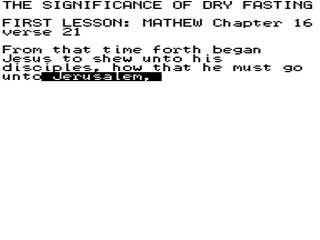 THE SIGNIFICANCE OF DRY FASTING
FIRST LESSON: MATHEW Chapter 16
verse 21
From that time forth began
Jesus to shew unto his
disciples, how that he must go
unto Jerusalem,